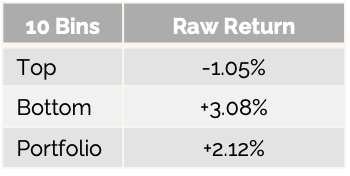 10 Bins Raw Return
Top -1.05%
Bottom +3.08%
Portfolio +2.12%